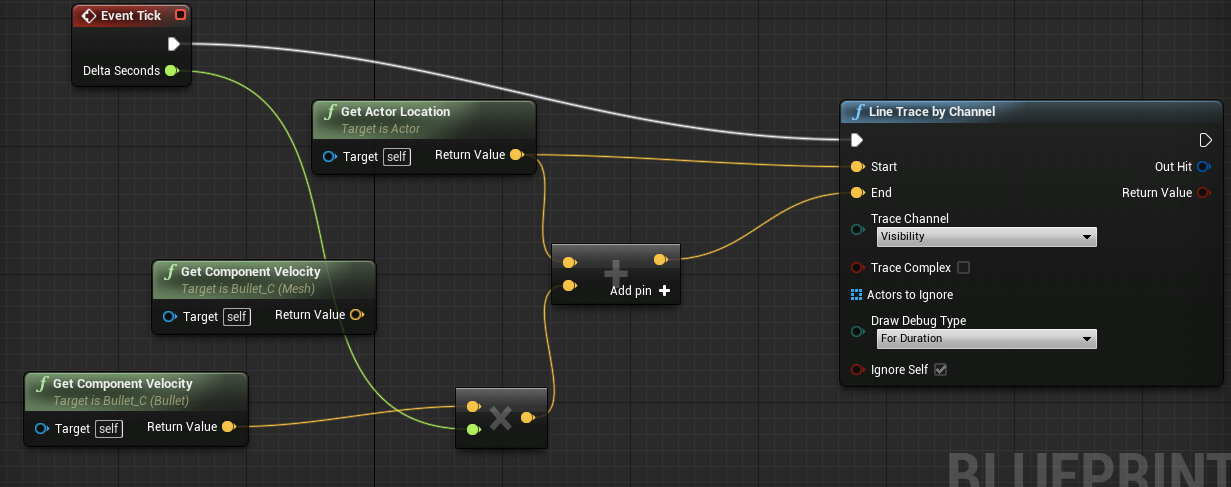 Event Tick
Delta Seconds
f Get Actor Location
Target is Actor
Target self Return Value
f Line Trace by Channel
Start Out Hit
End Return Value
Trace Channel
Visibility
Trace Complex
Actors to Ignore
Draw Debug Type
For Duration
Ignore Self
f Get Component Velocity
Target is Bullet_C (Mesh)
Target self Return Value
+
Add pin +
f Get Component Velocity
Target is Bullet_C (Bullet)
Target self Return Value
×
BLUEPRINT